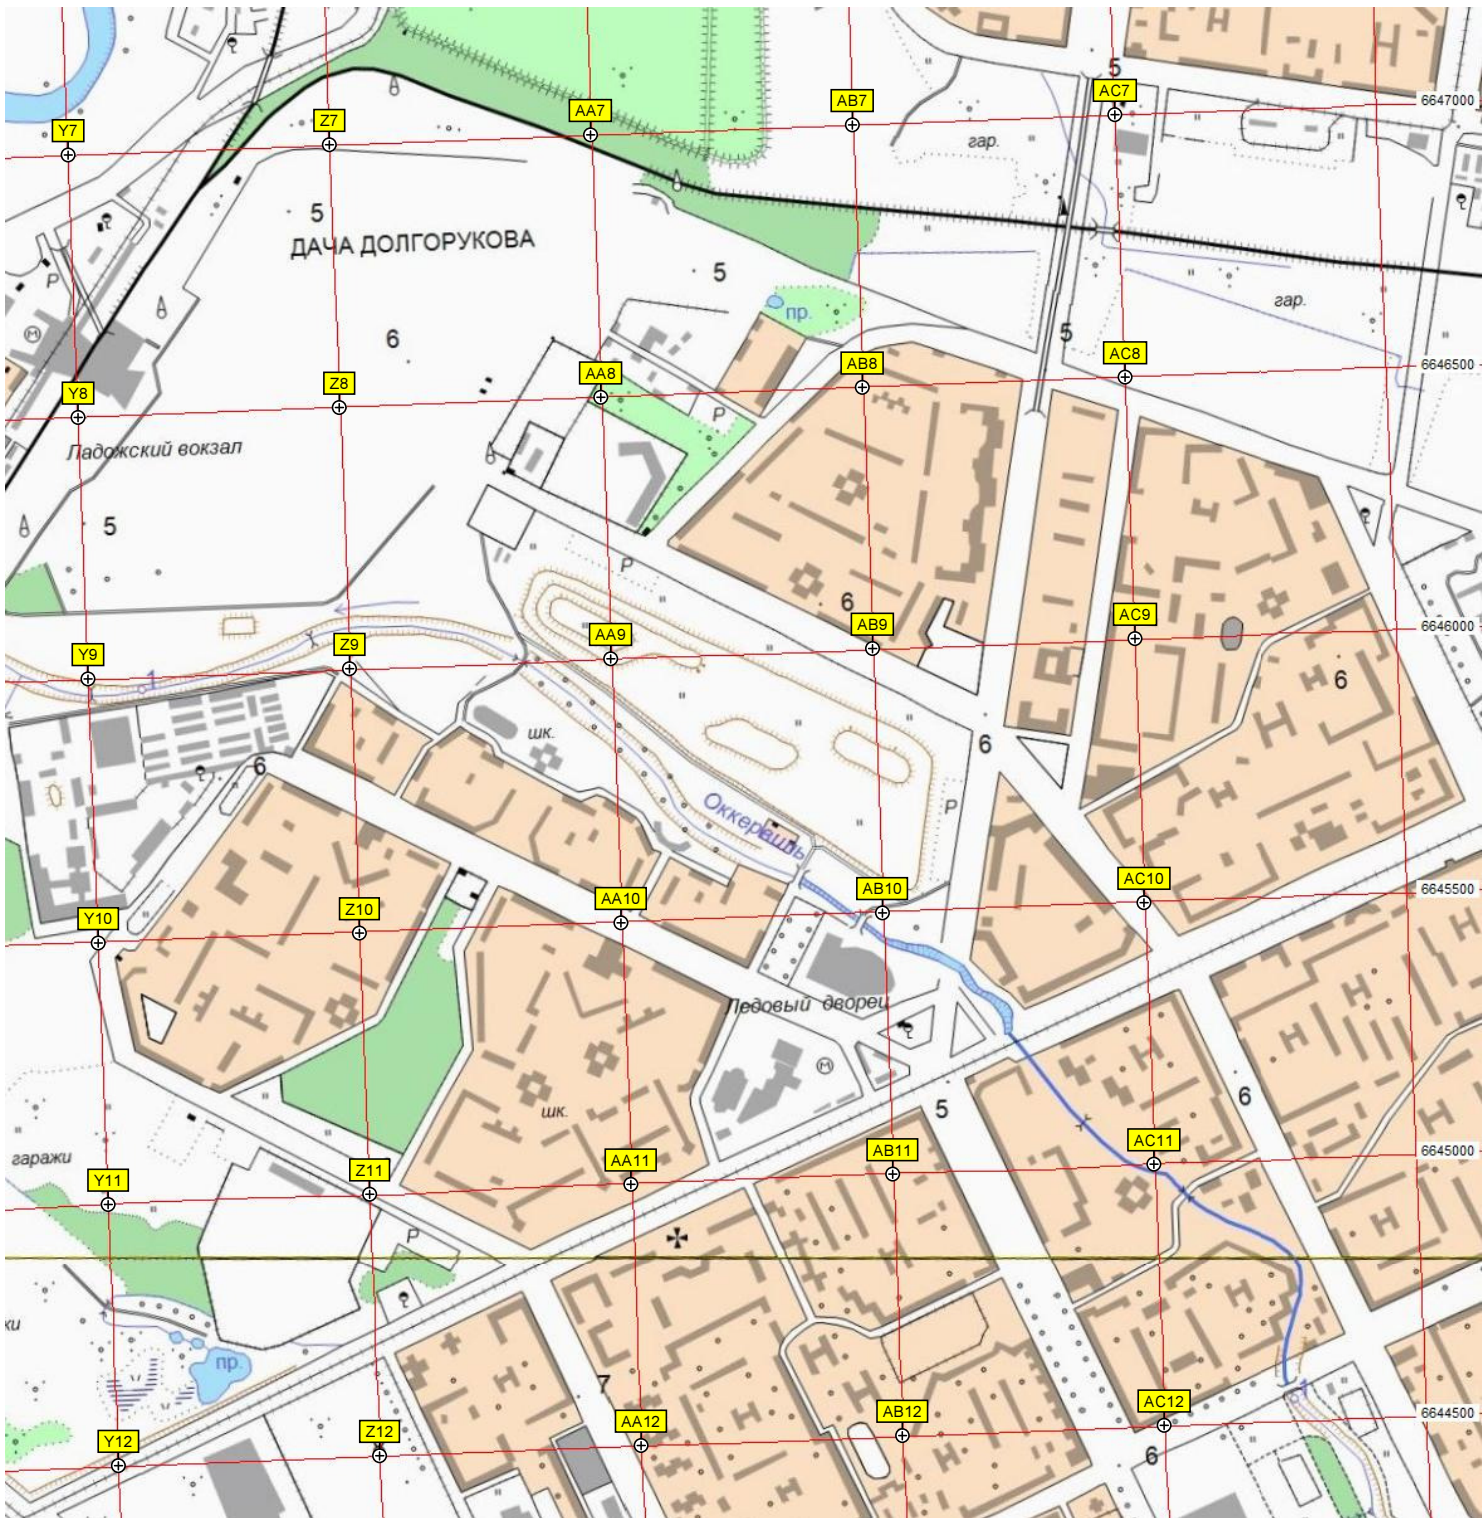 5
6647000
AC7
AB7
AA7
Z7
Y7
гар.
5
ДАЧА ДОЛГОРУКОВА
5
P
пр.
гар.
M
6
5
AC8
6646500
AB8
AA8
Z8
Y8
P
Ладожский вокзал
5
P
6
AC9
6646000
AB9
AA9
Z9
Y9
1
6
шк.
6
6
Оккервиль
P
AC10
6645500
AB10
AA10
Z10
Y10
Ледовый дворец
M
5
6
шк.
гаражи
AC11
6645000
AB11
AA11
Z11
Y11
P
жи
пр.
7
1
AC12
6644500
AB12
AA12
Z12
Y12
6